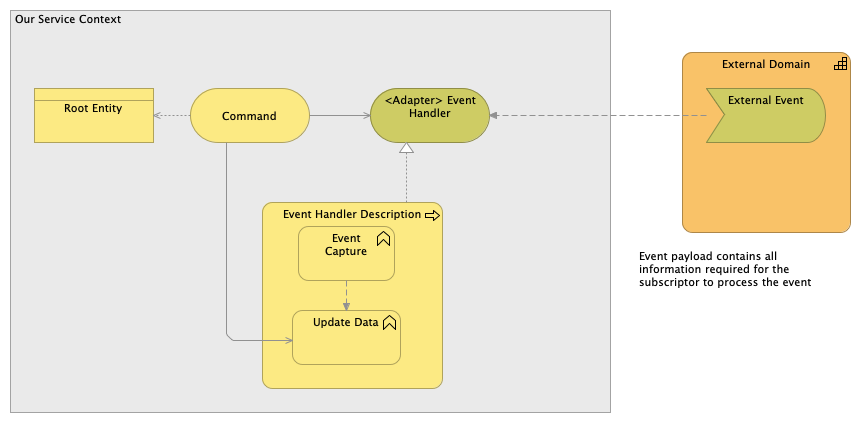 Our Service Context
Root Entity
Command
<Adapter> Event
Handler
External Domain
External Event
Event Handler Description
Event
Capture
Update Data
Event payload contains all
information required for the
subscriptor to process the event